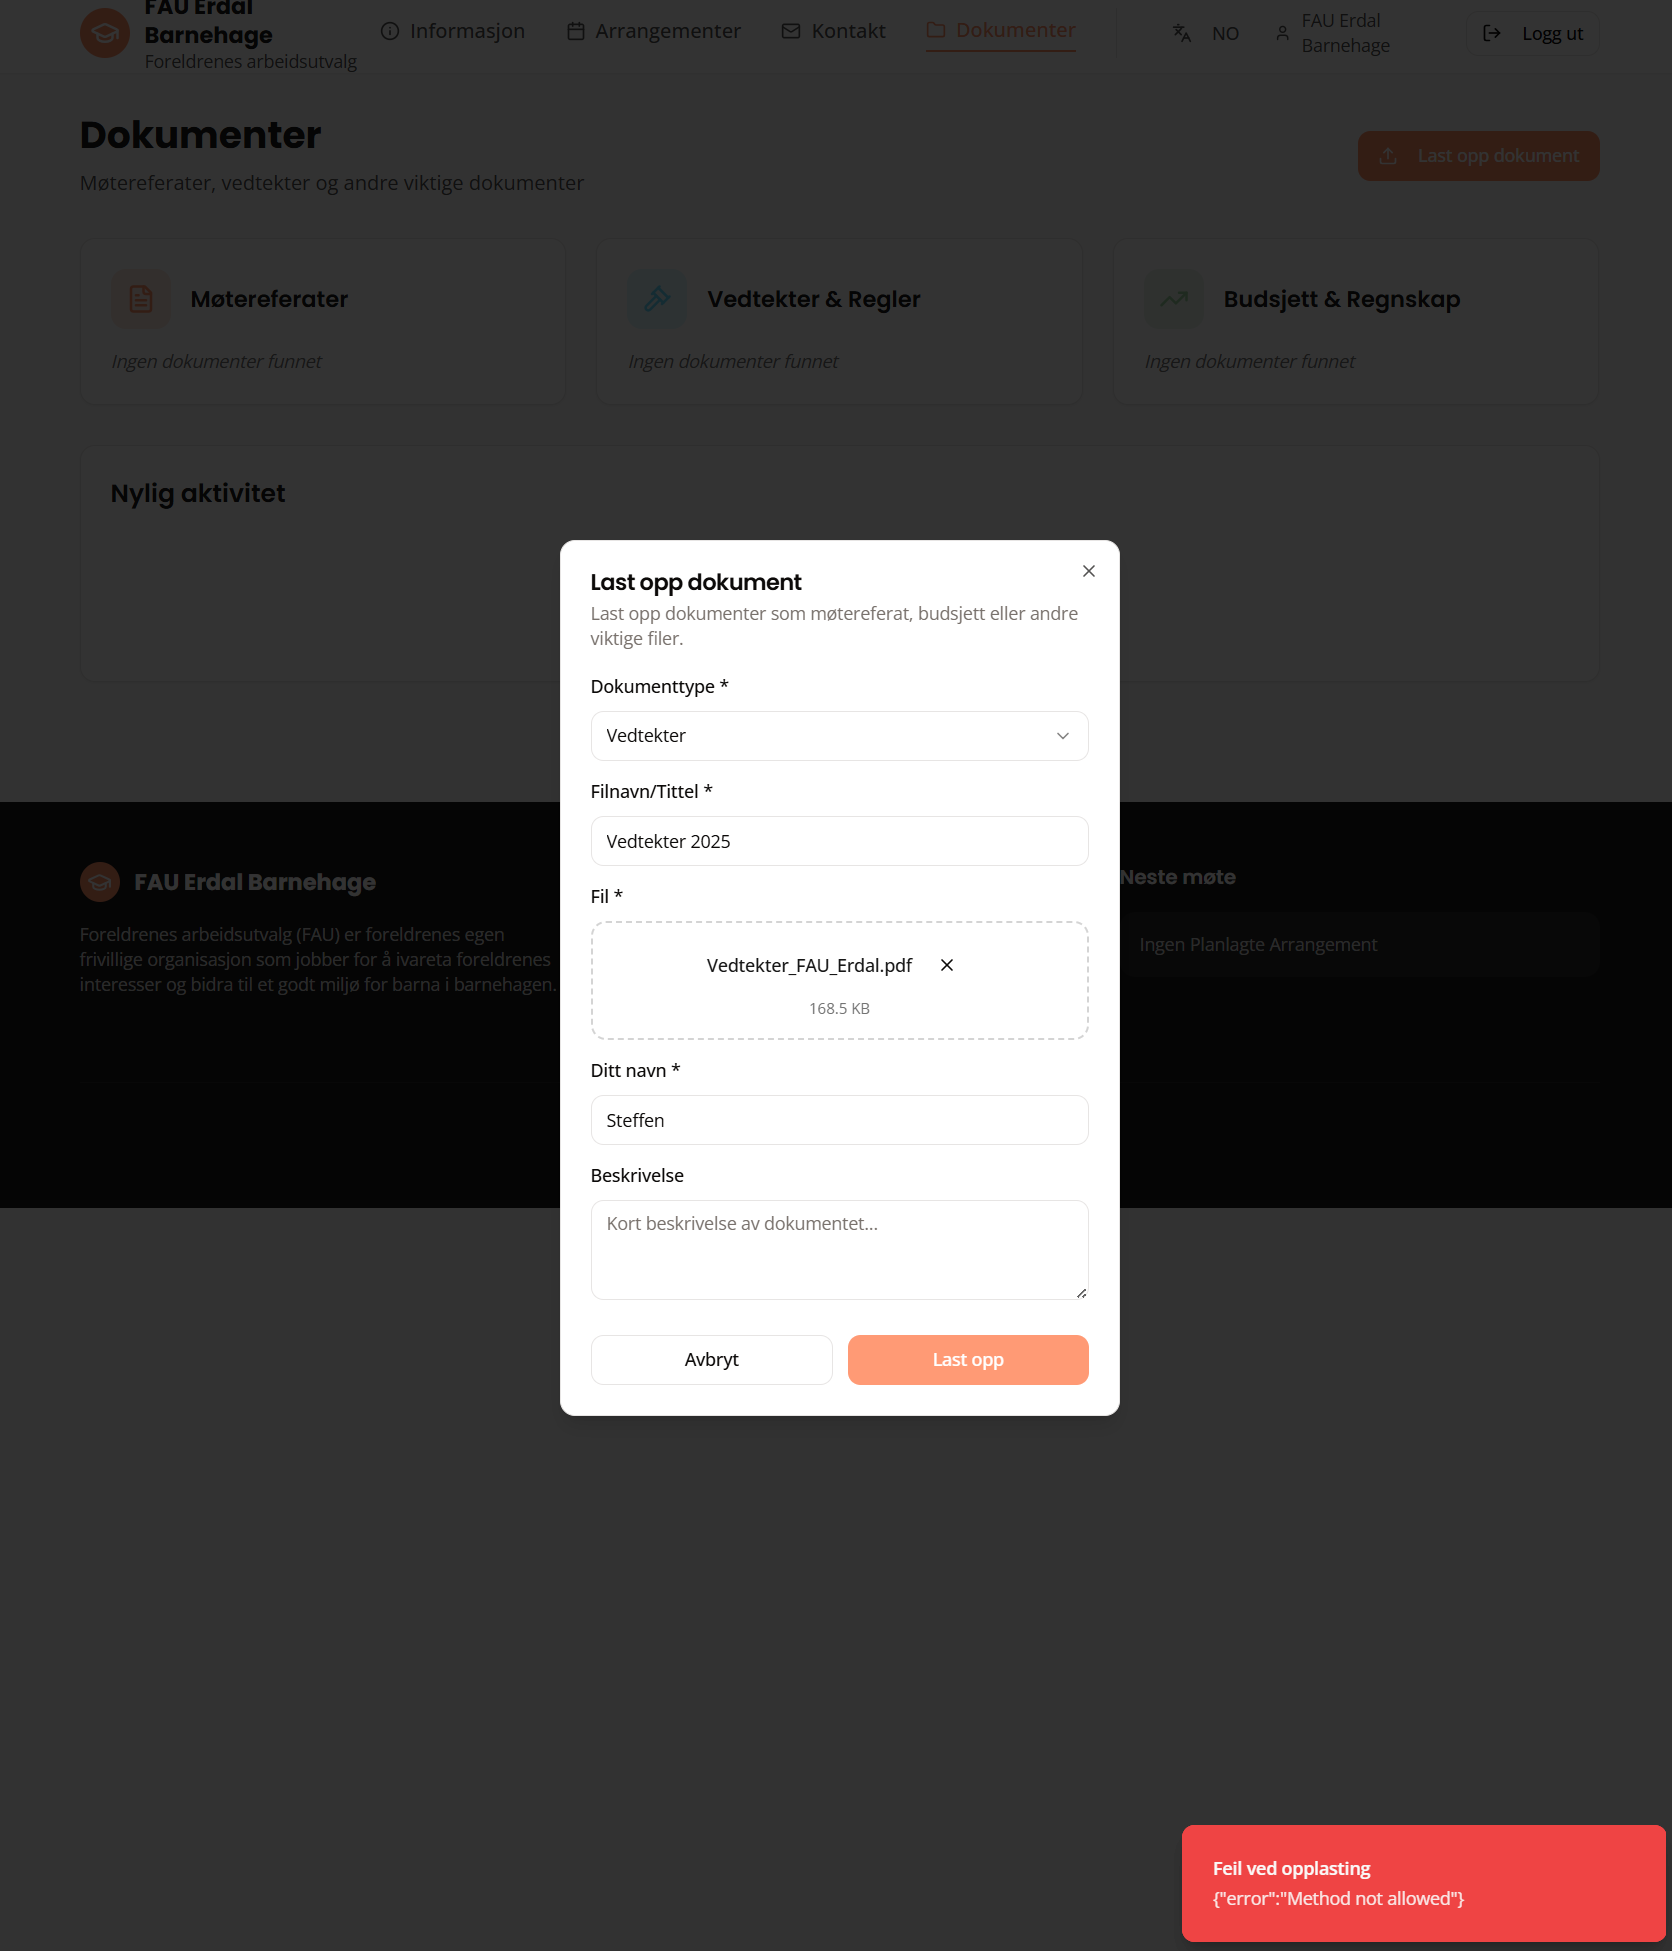 FAU Erdal
Barnehage
Foreldrenes arbeidsutvalg
Informasjon
Arrangementer
Kontakt
Dokumenter
NO
FAU Erdal
Barnehage
Logg ut
Dokumenter
Møtereferater, vedtekter og andre viktige dokumenter
Last opp dokument
Møtereferater
Ingen dokumenter funnet
Vedtekter & Regler
Ingen dokumenter funnet
Budsjett & Regnskap
Ingen dokumenter funnet
Nylig aktivitet
Last opp dokument
Last opp dokumenter som møtereferat, budsjett eller andre
viktige filer.
Dokumenttype *
Vedtekter
Filnavn/Tittel *
Vedtekter 2025
Fil *
Vedtekter_FAU_Erdal.pdf
168.5 KB
Ditt navn *
Steffen
Beskrivelse
Kort beskrivelse av dokumentet...
Avbryt
Last opp
FAU Erdal Barnehage
Foreldrenes arbeidsutvalg (FAU) er foreldrenes egen
frivillige organisasjon som jobber for å ivareta foreldrenes
interesser og bidra til et godt miljø for barna i barnehagen.
Neste møte
Ingen Planlagte Arrangement
Feil ved opplasting
{"error":"Method not allowed"}